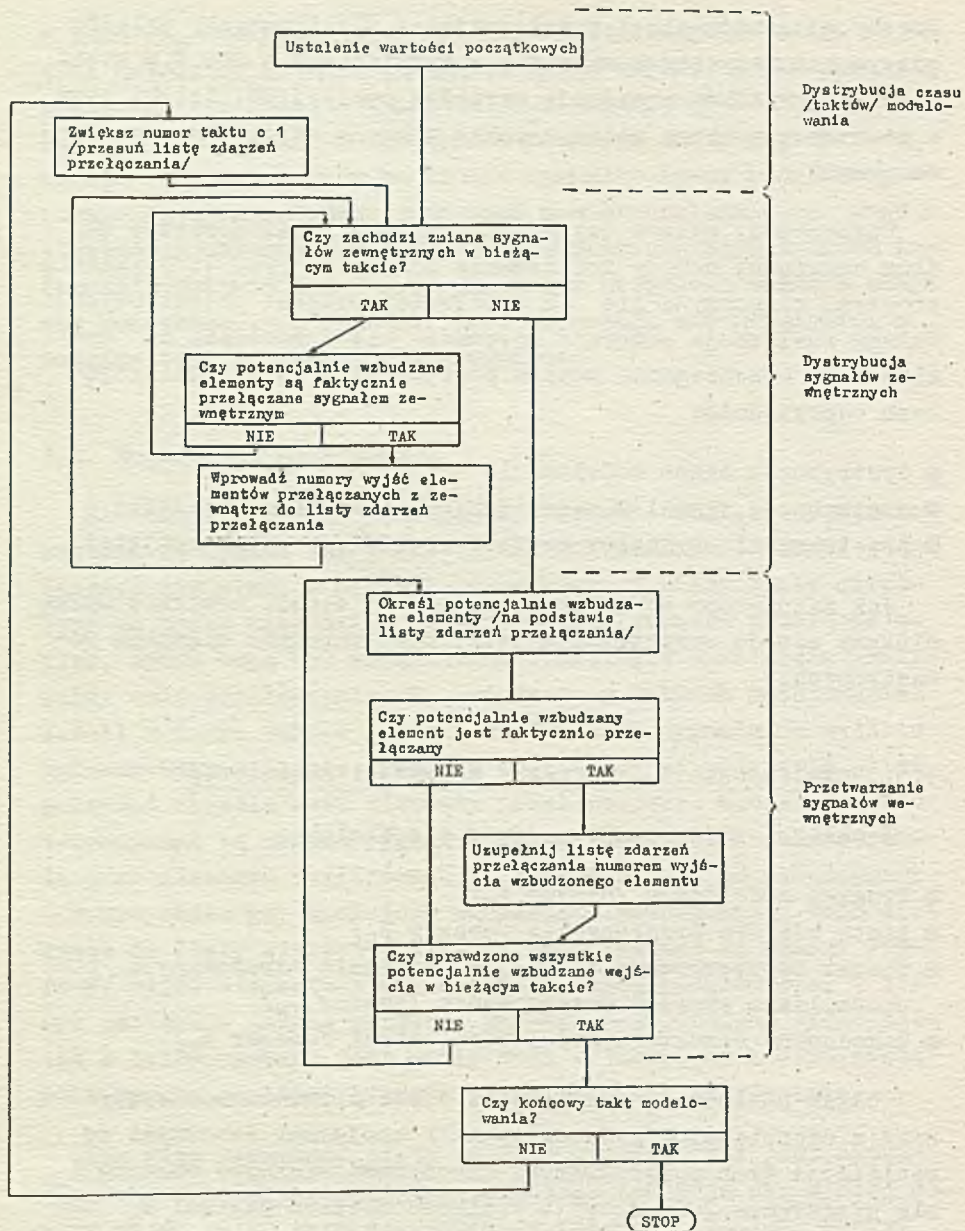 Ustalenie wartości początkowych
Dystrybucja czasu
/taktów/ modelo-
wania
Zwiększ numer taktu o 1
/przesuń listę zdarzeń
przełączania/
Czy zachodzi zmiana sygna-
łów zewnętrznych w bieżą-
cym takcie?
TAK NIE
Dystrybucja
sygnałów ze-
wnętrznych
Czy potencjalnie wzbudzane
elementy są faktycznie
przełączane sygnałem ze-
wnętrznym
NIE TAK
Wprowadź numery wyjść ele-
mentów przełączanych z ze-
wnątrz do listy zdarzeń
przełączania
Określ potencjalnie wzbudza-
ne elementy /na podstawie
listy zdarzeń przełączania/
Czy potencjalnie wzbudzany
element jest faktycznie prze-
łączany
NIE TAK
Przetwarzanie
sygnałów we-
wnętrznych
Uzupełnij listę zdarzeń
przełączania numerem wyjś-
cia wzbudzonego elementu
Czy sprawdzono wszystkie
potencjalnie wzbudzane wejś-
cia w bieżącym takcie?
NIE TAK
Czy końcowy takt modelo-
wania?
NIE TAK
STOP